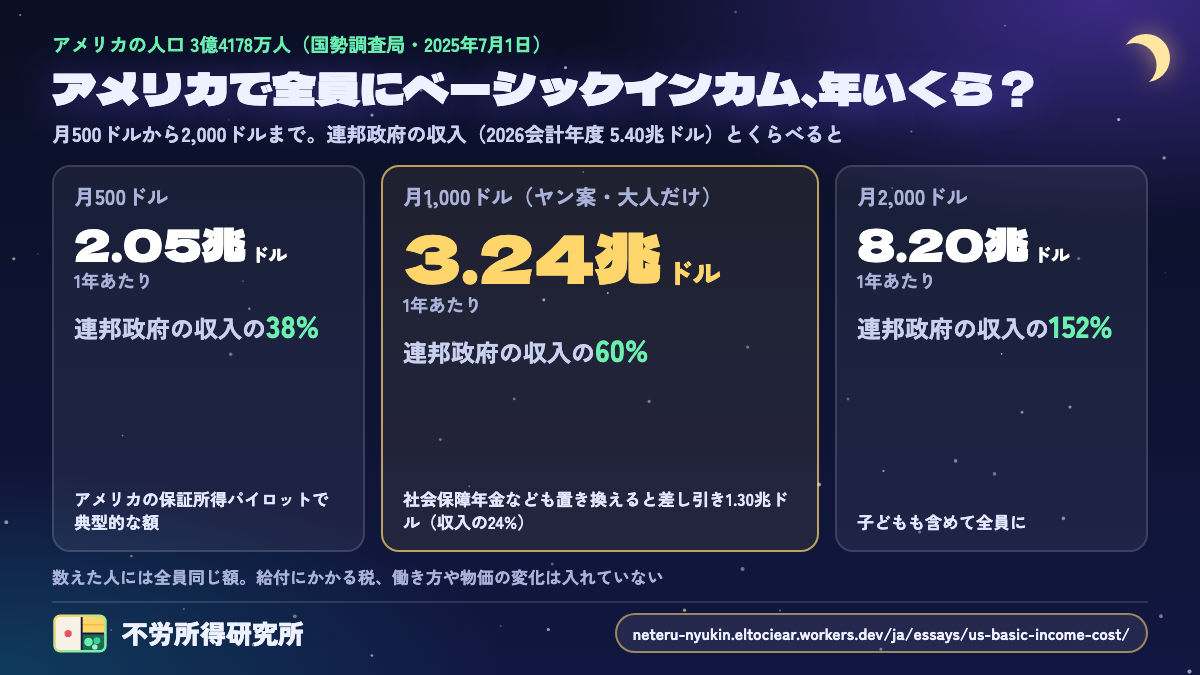 アメリカの人口 3億4178万人（国勢調査局・2025年7月1日）
アメリカで全員にベーシックインカム、年いくら？
月500ドルから2,000ドルまで。連邦政府の収入（2026会計年度 5.40兆ドル）とくらべると
月500ドル
2.05兆ドル
1年あたり
連邦政府の収入の38%
アメリカの保証所得パイロットで
典型的な額
月1,000ドル（ヤン案・大人だけ）
3.24兆ドル
1年あたり
連邦政府の収入の60%
社会保障年金なども置き換えると差し引き1.30兆ド
ル（収入の24%）
月2,000ドル
8.20兆ドル
1年あたり
連邦政府の収入の152%
子どもも含めて全員に
数えた人には全員同じ額。給付にかかる税、働き方や物価の変化は入れていない
不労所得研究所
neteru-nyukin.eltociear.workers.dev/ja/essays/us-basic-income-cost/